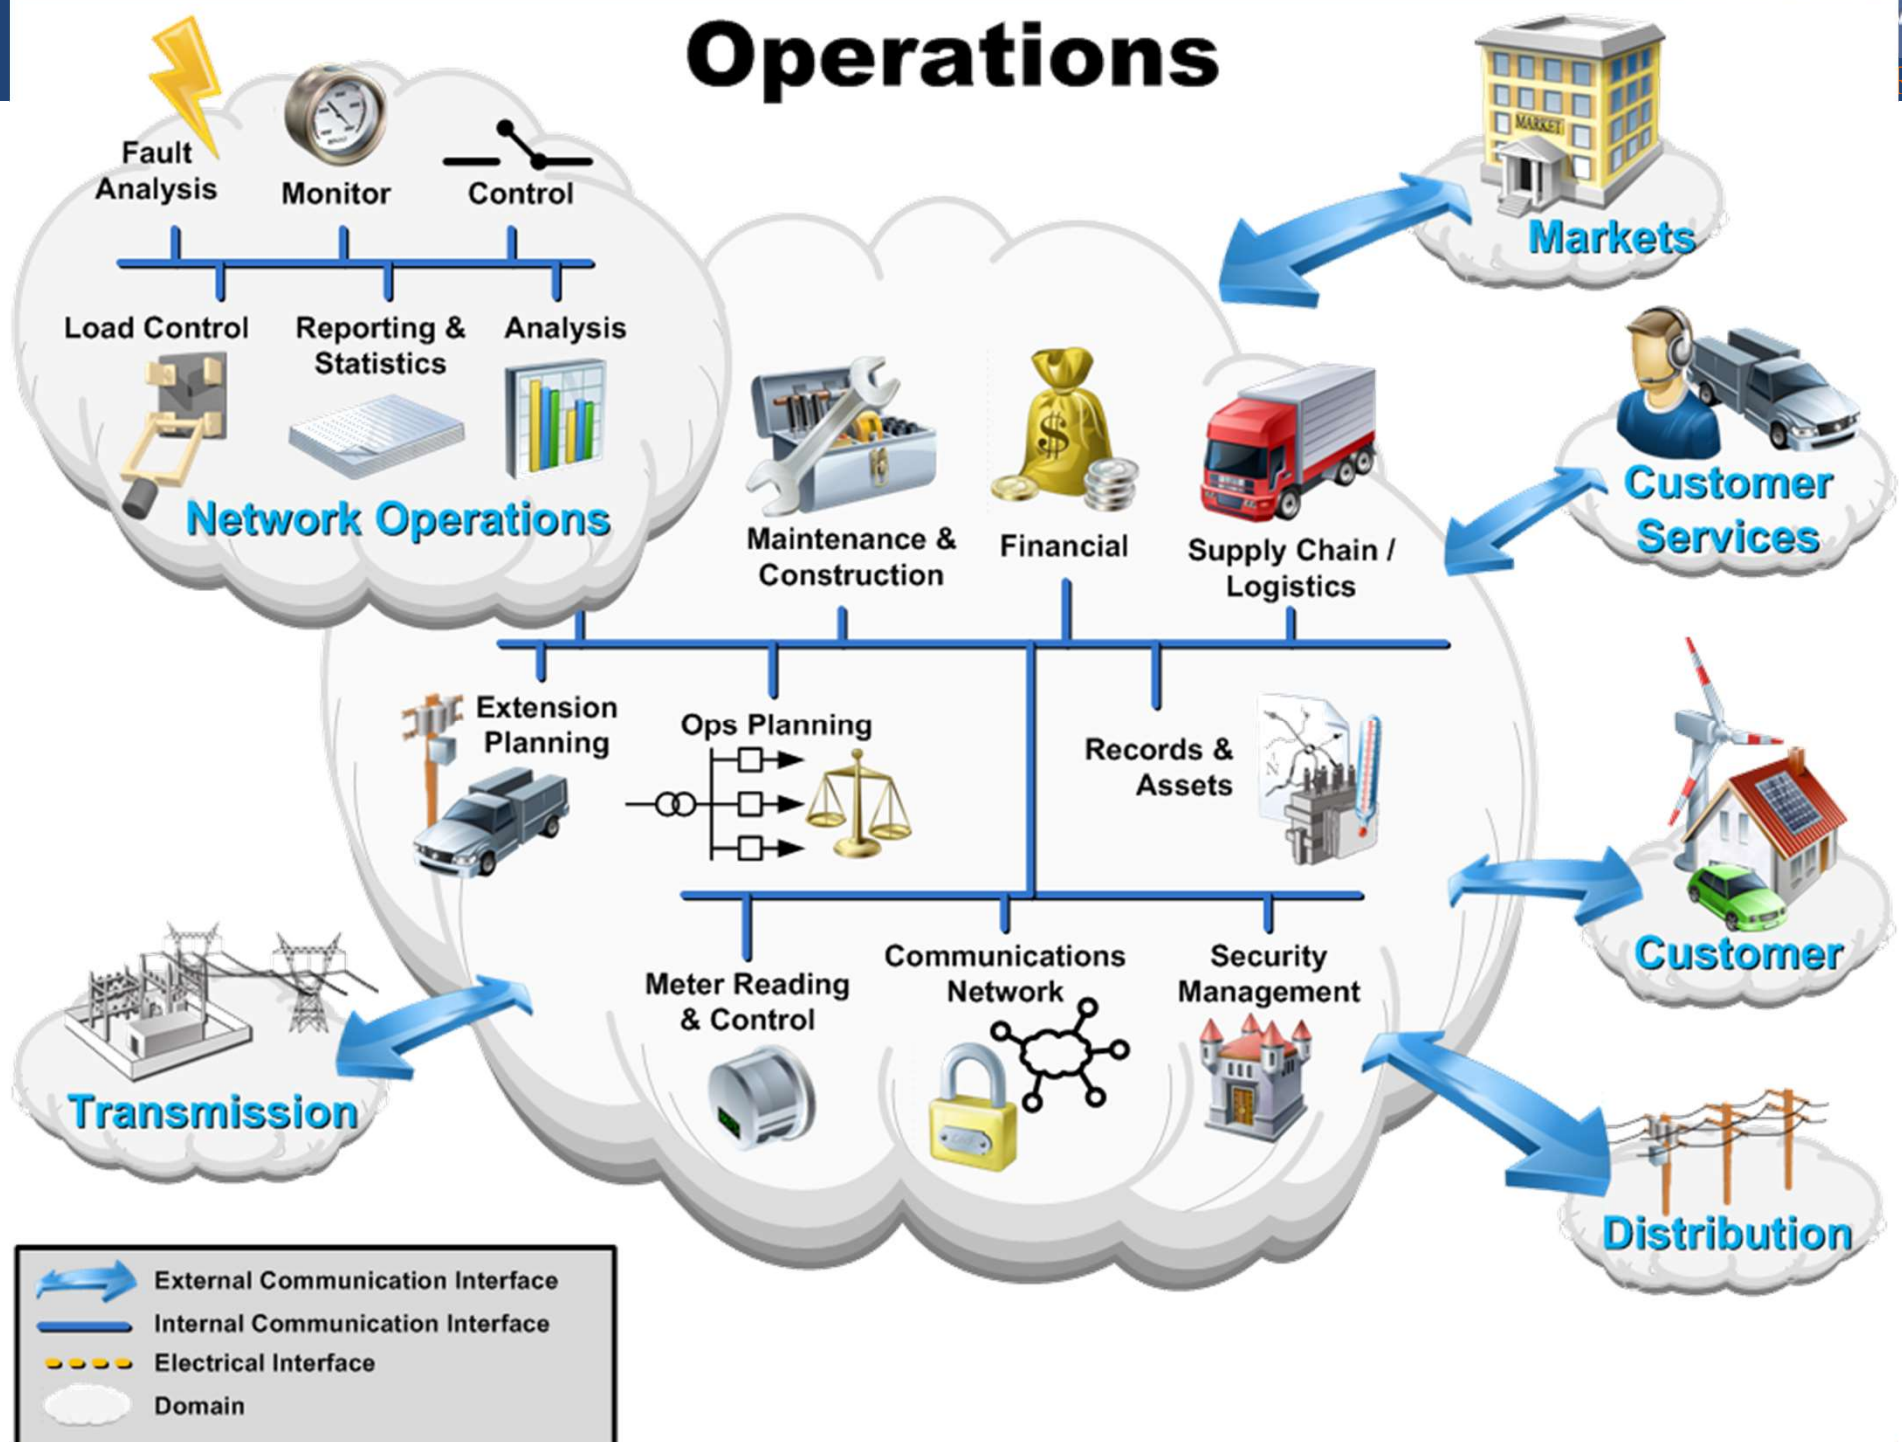 Operations
Fault
Analysis
Monitor
Control
Load Control
Reporting &
Statistics
Analysis
Network Operations
MARKET
Markets
Customer
Services
Maintenance &
Construction
Financial
$
Supply Chain /
Logistics
Extension
Planning
Ops Planning
Records &
Assets
N
Customer
Meter Reading
& Control
Communications
Network
Security
Management
Transmission
Distribution
External Communication Interface
Internal Communication Interface
Electrical Interface
Domain